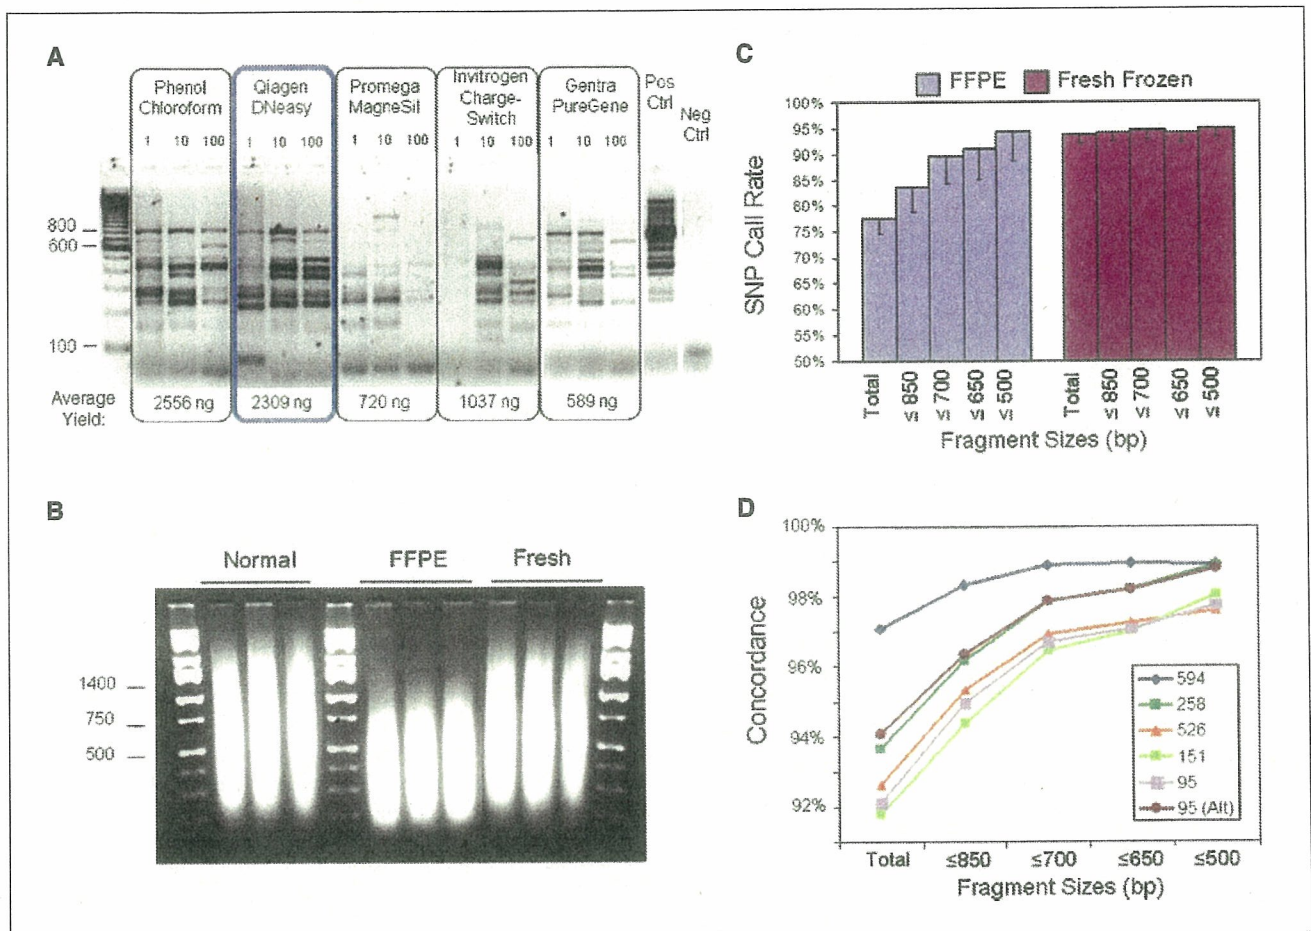 A
Phenol Chloroform
Qiagen DNeasy
Promega MagneSil
Invitrogen Charge-Switch
Gentra PureGene
Pos Ctrl
Neg Ctrl
1 10 100
1 10 100
1 10 100
1 10 100
1 10 100
800
600
100
Average Yield:
2556 ng
2309 ng
720 ng
1037 ng
589 ng
B
Normal
FFPE
Fresh
1400
750
500
C
FFPE
Fresh Frozen
SNP Call Rate
100%
95%
90%
85%
80%
75%
70%
65%
60%
55%
50%
Total
≤ 850
≤ 700
≤ 650
≤ 500
Total
≤ 850
≤ 700
≤ 650
≤ 500
Fragment Sizes (bp)
D
Concordance
100%
98%
96%
94%
92%
594
258
526
151
95
95 (Alt)
Total
≤850
≤700
≤650
≤500
Fragment Sizes (bp)